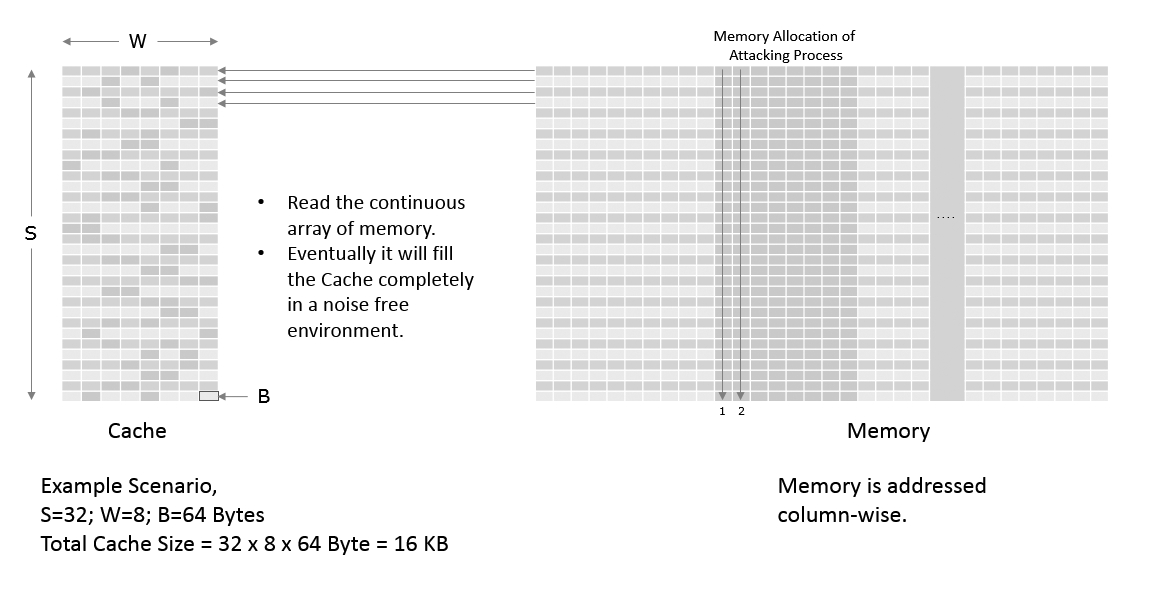 W
Memory Allocation of
Attacking Process
S
• Read the continuous
array of memory.
• Eventually it will fill
the Cache completely
in a noise free
environment.
....
B
1 2
Cache
Memory
Example Scenario,
S=32; W=8; B=64 Bytes
Total Cache Size = 32 x 8 x 64 Byte = 16 KB
Memory is addressed
column-wise.